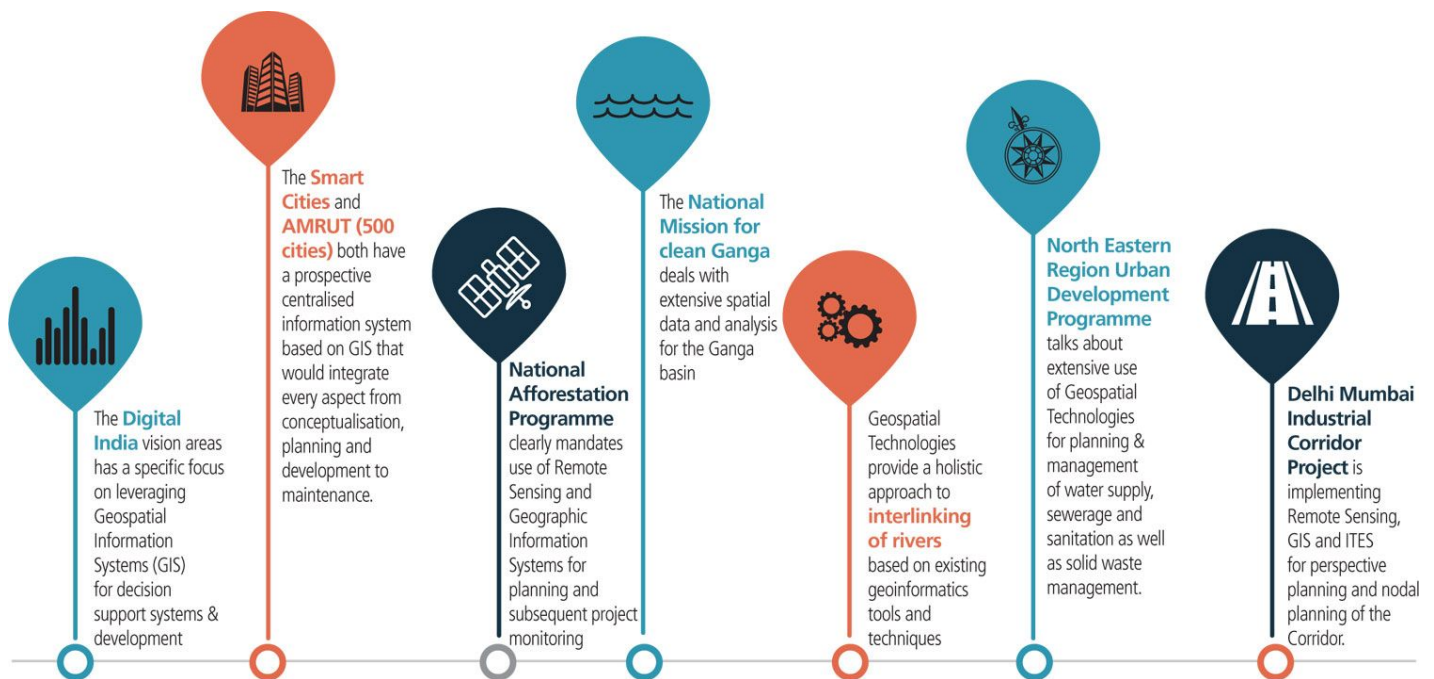 The Digital
India vision areas
has a specific focus
on leveraging
Geospatial
Information
Systems (GIS)
for decision
support systems &
development
The Smart
Cities and
AMRUT (500
cities) both have
a prospective
centralised
information system
based on GIS that
would integrate
every aspect from
conceptualisation,
planning and
development to
maintenance.
National
Afforestation
Programme
clearly mandates
use of Remote
Sensing and
Geographic
Information
Systems for
planning and
subsequent project
monitoring
The National
Mission for
clean Ganga
deals with
extensive spatial
data and analysis
for the Ganga
basin
Geospatial
Technologies
provide a holistic
approach to
interlinking
of rivers
based on existing
geoinformatics
tools and
techniques
North Eastern
Region Urban
Development
Programme
talks about
extensive use
of Geospatial
Technologies
for planning &
management
of water supply,
sewerage and
sanitation as well
as solid waste
management.
Delhi Mumbai
Industrial
Corridor
Project is
implementing
Remote Sensing,
GIS and ITES
for perspective
planning and nodal
planning of the
Corridor.